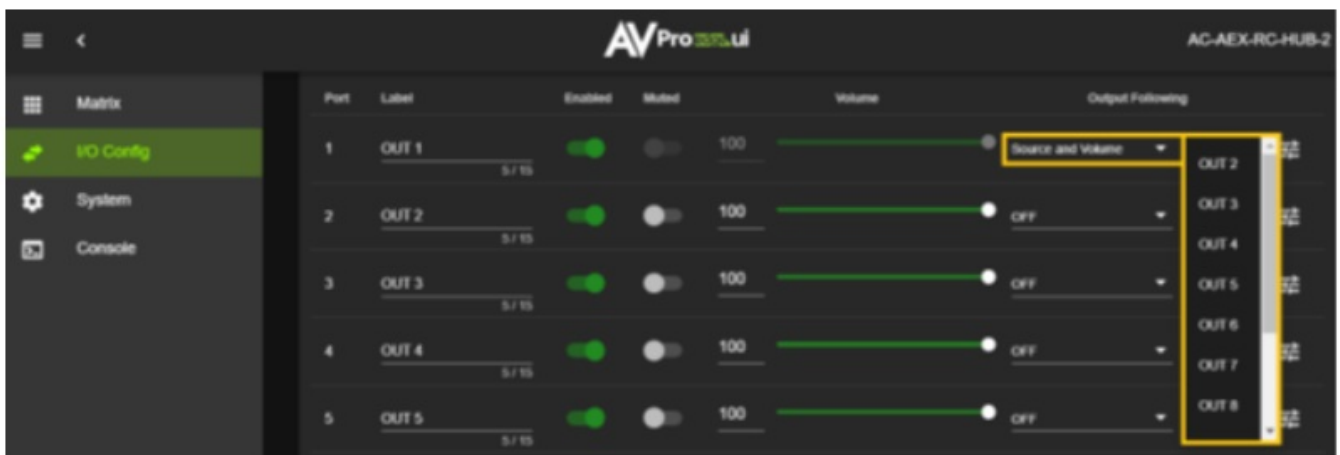 AVPro .ui
AC-AEX-RC-HUB-2
Matrix
I/O Config
System
Console
Port Label Enabled Muted Volume Output Following
1 OUT 1 100 Source and Volume
5 / 15
2 OUT 2 100 OFF
5 / 15
3 OUT 3 100 OFF
5 / 15
4 OUT 4 100 OFF
5 / 15
5 OUT 5 100 OFF
5 / 15
OUT 2
OUT 3
OUT 4
OUT 5
OUT 6
OUT 7
OUT 8